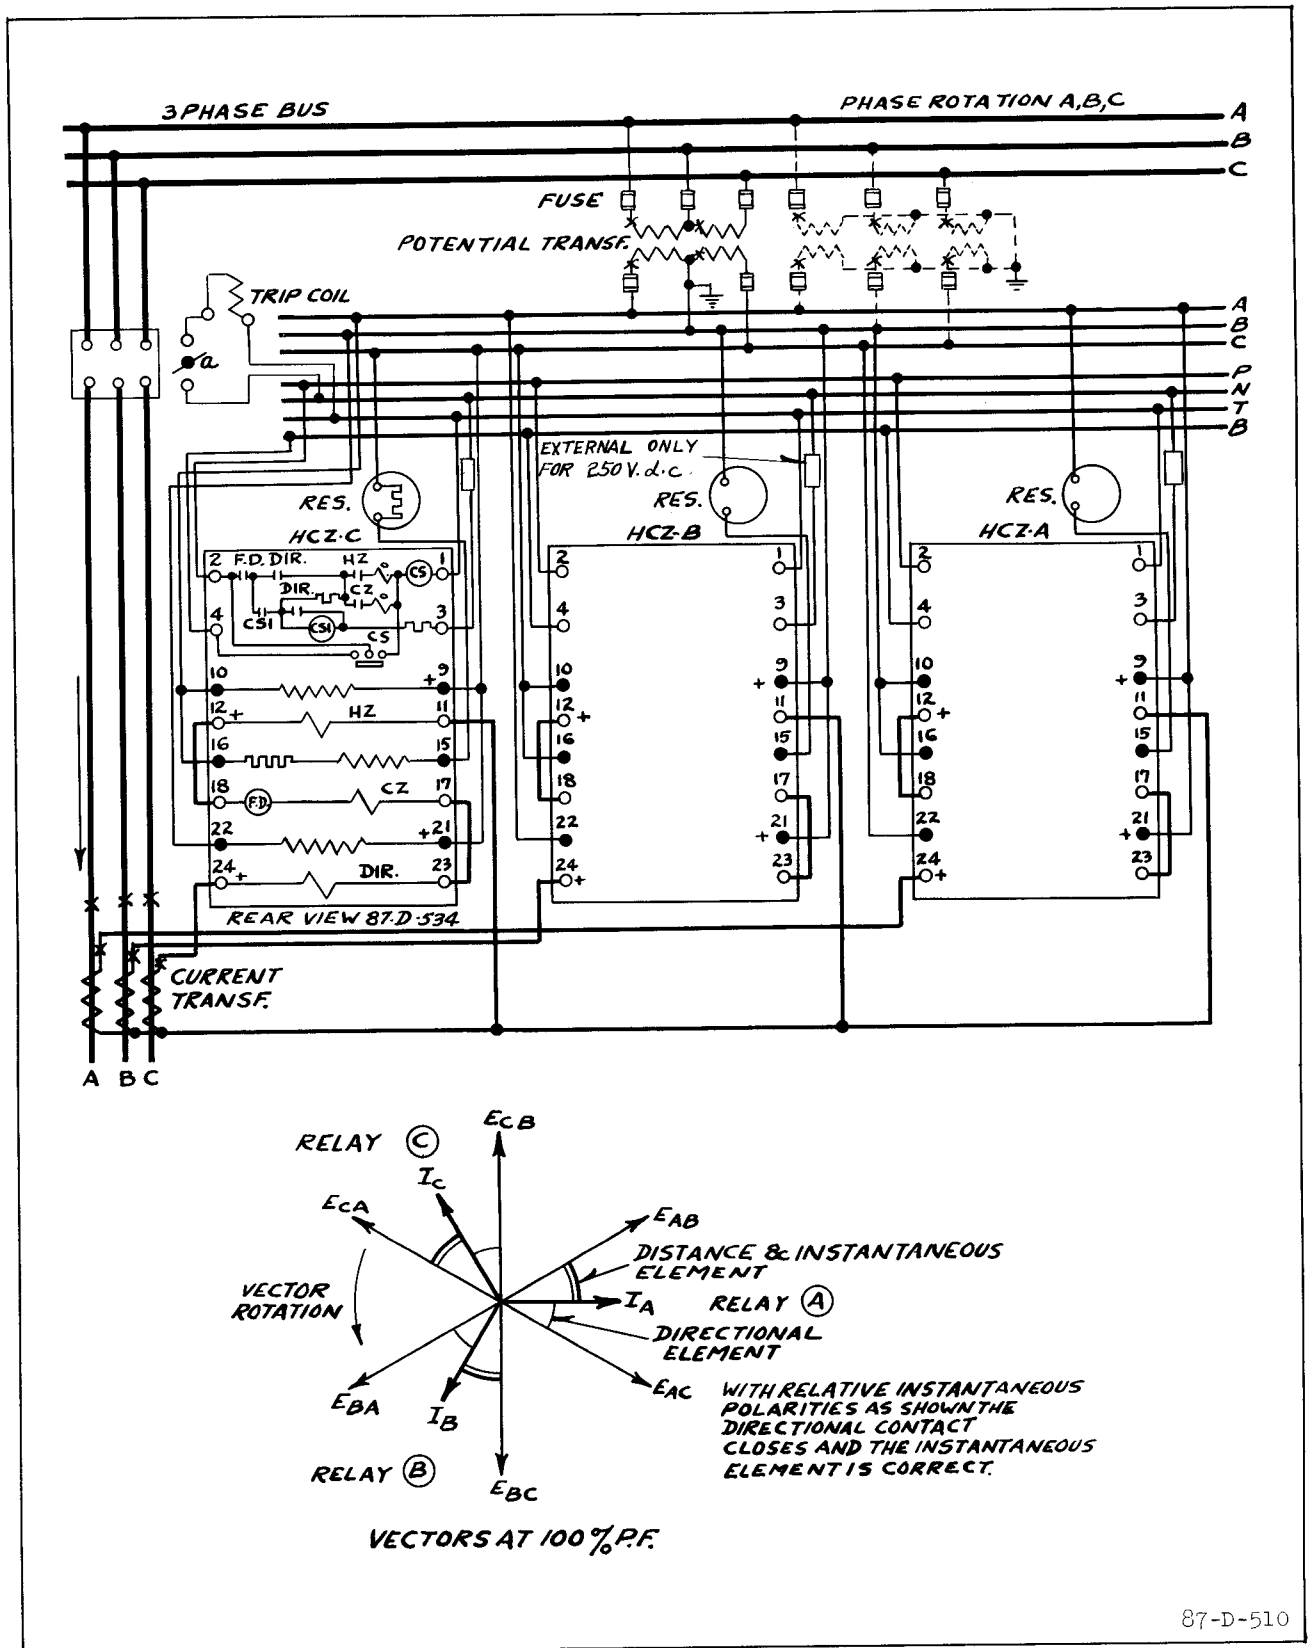 3 PHASE BUS
PHASE ROTATION A,B,C
A
B
C
FUSE
POTENTIAL TRANSF.
TRIP COIL
a
A
B
C
P
N
T
B
EXTERNAL ONLY
FOR 250 V. d.c.
RES.
RES.
RES.
HCZ-C
HCZ-B
HCZ-A
2 F.D. DIR. HZ CS 1
DIR. CZ
4 CS1 CS1 CS 3
10 + 9
12 + HZ 11
16 15
18 F.D. CZ 17
22 + 21
24 + DIR. 23
REAR VIEW 87-D-534
2 1
4 3
10 + 9
12 + 11
16 15
18 17
22 + 21
24 + 23
2 1
4 3
10 + 9
12 + 11
16 15
18 17
22 + 21
24 + 23
CURRENT
TRANSF.
A B C
ECB
RELAY C
IC
ECA
EAB
DISTANCE & INSTANTANEOUS
ELEMENT
VECTOR
ROTATION
IA RELAY A
DIRECTIONAL
ELEMENT
EBA
IB
EAC
WITH RELATIVE INSTANTANEOUS
POLARITIES AS SHOWN THE
DIRECTIONAL CONTACT
CLOSES AND THE INSTANTANEOUS
ELEMENT IS CORRECT.
RELAY B
EBC
VECTORS AT 100% P.F.
87-D-510